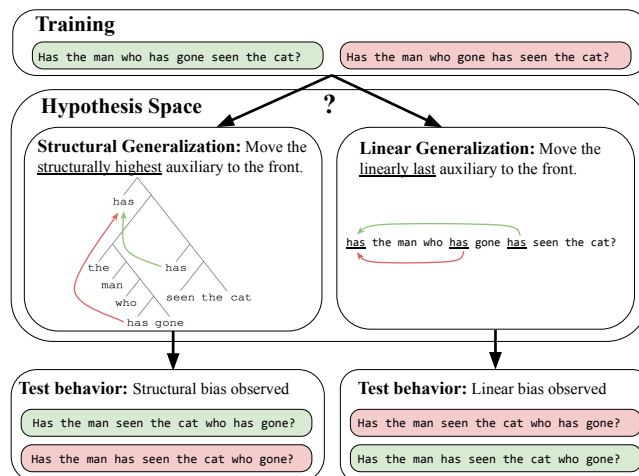 Training
Has the man who has gone seen the cat?
Has the man who gone has seen the cat?
Hypothesis Space
?
Structural Generalization: Move the
structurally highest auxiliary to the front.
has
the
has
man
who
seen the cat
has gone
Linear Generalization: Move the
linearly last auxiliary to the front.
has the man who has gone has seen the cat?
Test behavior: Structural bias observed
Has the man seen the cat who has gone?
Has the man has seen the cat who gone?
Test behavior: Linear bias observed
Has the man seen the cat who has gone?
Has the man has seen the cat who gone?